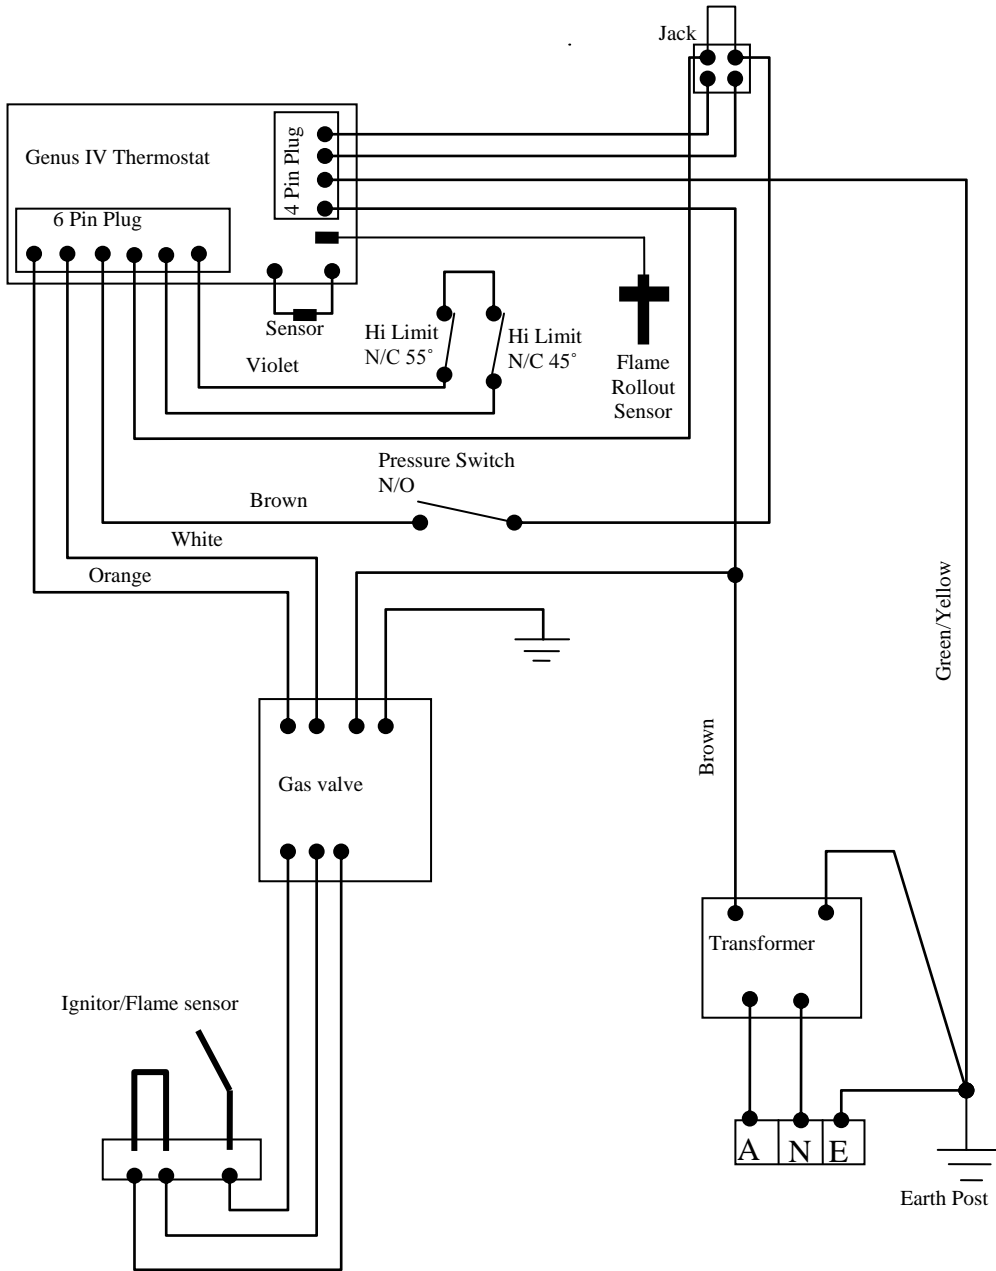 Jack
Genus IV Thermostat
4 Pin Plug
6 Pin Plug
Sensor
Hi Limit
N/C 55˚
Hi Limit
N/C 45˚
Violet
Flame
Rollout
Sensor
Pressure Switch
N/O
Brown
White
Orange
Green/Yellow
Brown
Gas valve
Transformer
Ignitor/Flame sensor
A N E
Earth Post